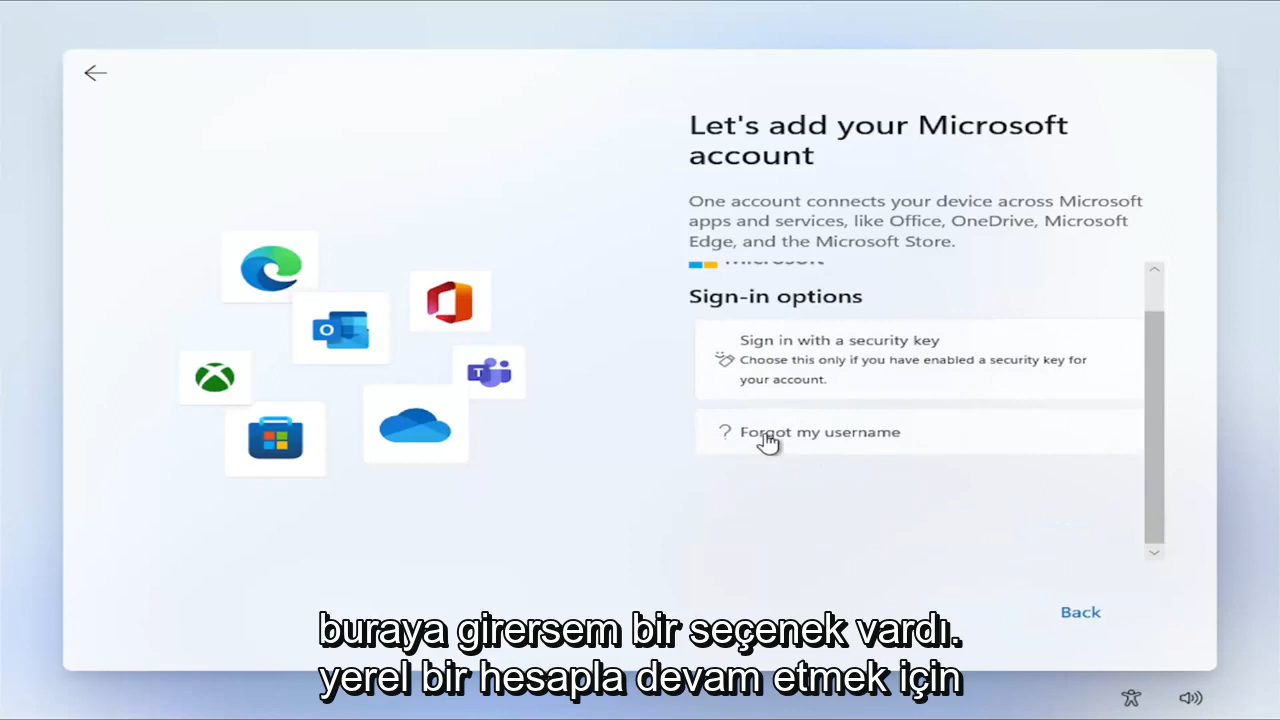 Let's add your Microsoft
account
One account connects your device across Microsoft
apps and services, like Office, OneDrive, Microsoft
Edge, and the Microsoft Store.
Microsoft
Sign-in options
Sign in with a security key
Choose this only if you have enabled a security key for
your account.
Forgot my username
Back
buraya girersem bir seçenek vardı.
yerel bir hesapla devam etmek için